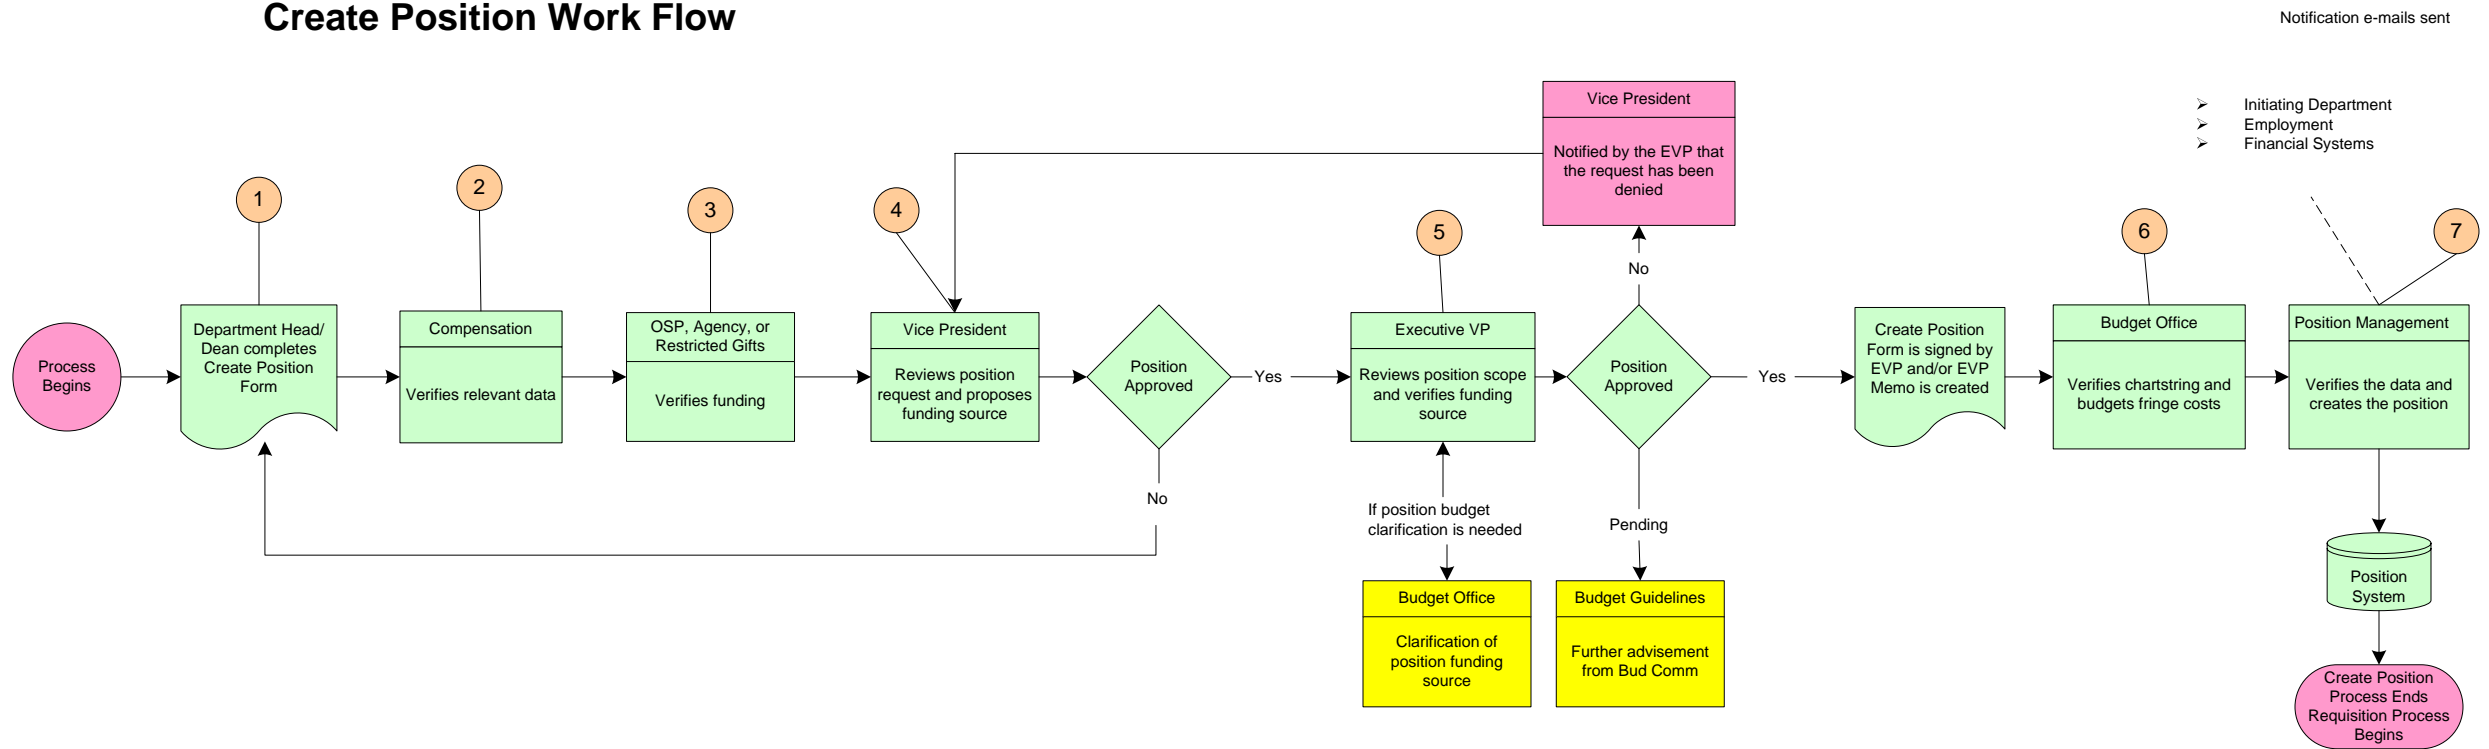 Create Position Work Flow
Notification e-mails sent
Initiating Department
Employment
Financial Systems
1
2
3
4
5
6
7
Process
Begins
Department Head/
Dean completes
Create Position
Form
Compensation
Verifies relevant data
OSP, Agency, or
Restricted Gifts
Verifies funding
Vice President
Reviews position
request and proposes
funding source
Position
Approved
Yes
No
Executive VP
Reviews position scope
and verifies funding
source
If position budget
clarification is needed
Budget Office
Clarification of
position funding
source
Position
Approved
No
Vice President
Notified by the EVP that
the request has been
denied
Pending
Budget Guidelines
Further advisement
from Bud Comm
Yes
Create Position
Form is signed by
EVP and/or EVP
Memo is created
Budget Office
Verifies chartstring and
budgets fringe costs
Position Management
Verifies the data and
creates the position
Position
System
Create Position
Process Ends
Requisition Process
Begins